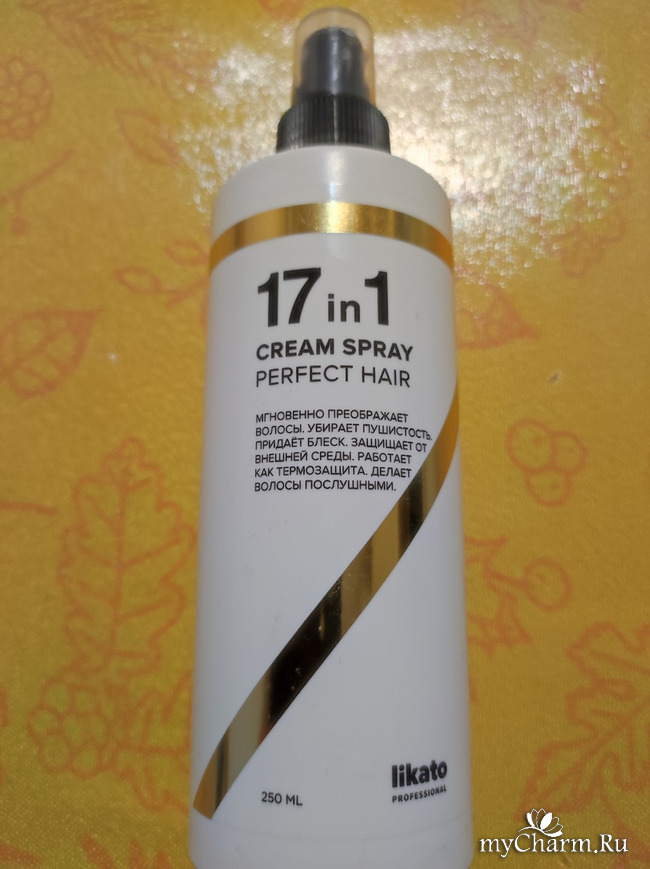 17 in 1
CREAM SPRAY
PERFECT HAIR
МГНОВЕННО ПРЕОБРАЖАЕТ
ВОЛОСЫ. УБИРАЕТ ПУШИСТОСТЬ.
ПРИДАЁТ БЛЕСК. ЗАЩИЩАЕТ ОТ
ВНЕШНЕЙ СРЕДЫ. РАБОТАЕТ
КАК ТЕРМОЗАЩИТА. ДЕЛАЕТ
ВОЛОСЫ ПОСЛУШНЫМИ.
likato
PROFESSIONAL
250 ML
myCharm.Ru